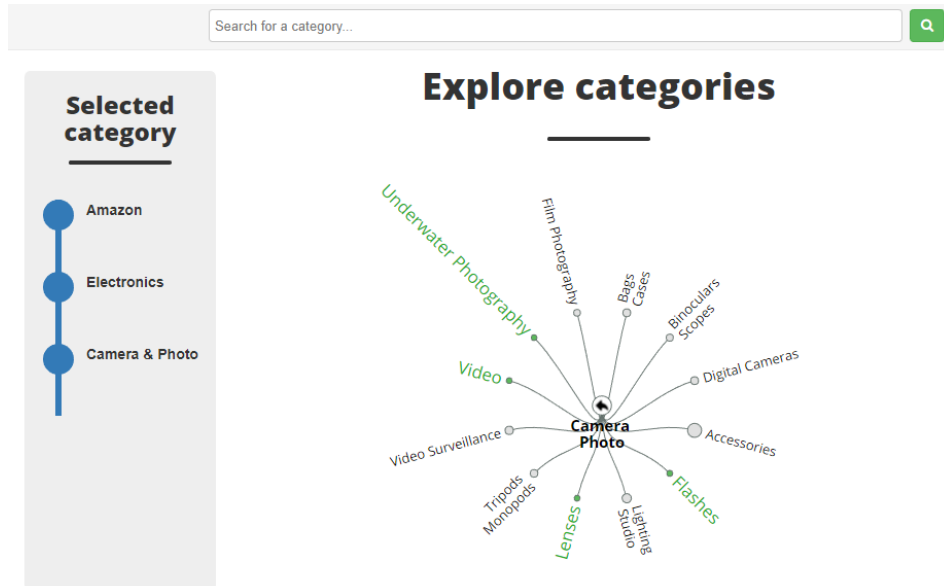 Search for a category...
Selected
category
Amazon
Electronics
Camera & Photo
Explore categories
Underwater Photography
Film Photography
Bags
Cases
Binoculars
Scopes
Video
Digital Cameras
Camera
Photo
Video Surveillance
Accessories
Tripods
Monopods
Lenses
Lighting
Studio
Flashes